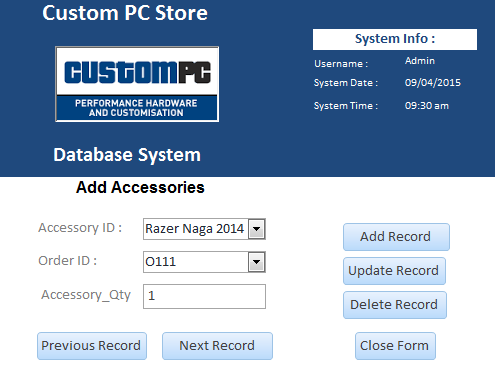 Custom PC Store
System Info :
Username : Admin
System Date : 09/04/2015
System Time : 09:30 am
CUSTOMPC
PERFORMANCE HARDWARE
AND CUSTOMISATION
Database System
Add Accessories
Accessory ID : Razer Naga 2014
Order ID : O111
Accessory_Qty 1
Add Record
Update Record
Delete Record
Previous Record Next Record Close Form